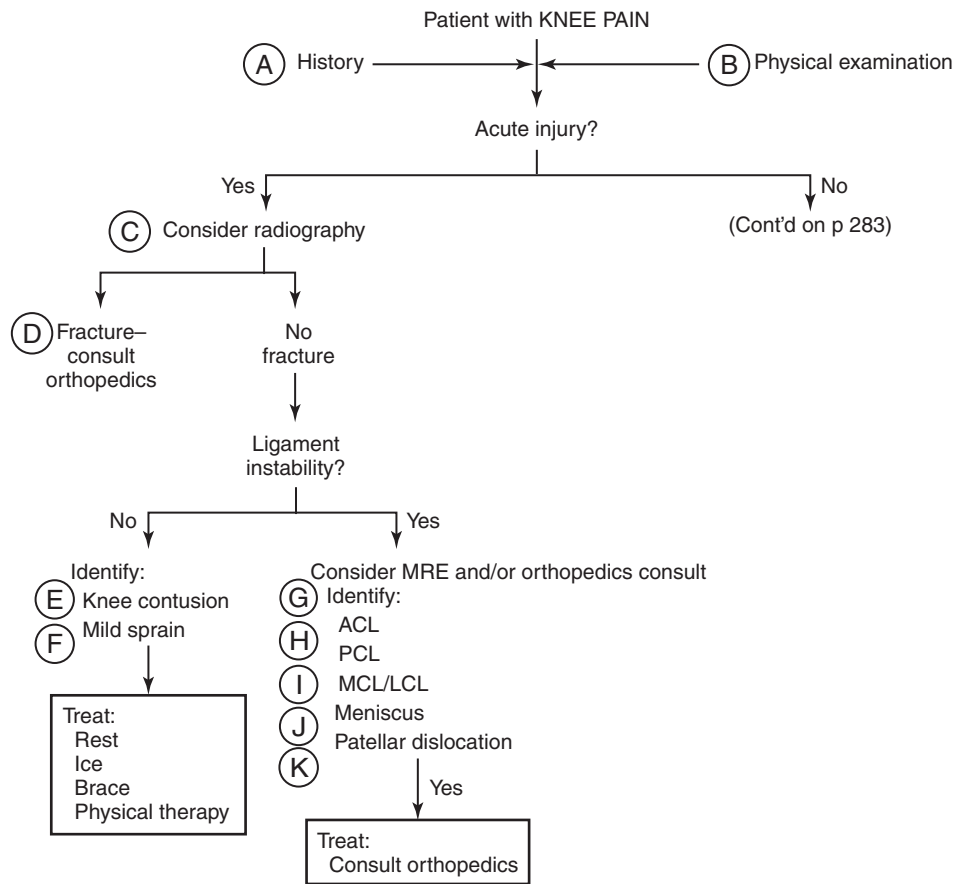 Patient with KNEE PAIN
A History
B Physical examination
Acute injury?
Yes
No
C Consider radiography
(Cont'd on p 283)
D Fracture–
consult
orthopedics
No
fracture
Ligament
instability?
No
Yes
Identify:
E Knee contusion
F Mild sprain
Treat:
Rest
Ice
Brace
Physical therapy
Consider MRE and/or orthopedics consult
G Identify:
H ACL
PCL
I MCL/LCL
J Meniscus
Patellar dislocation
K
Yes
Treat:
Consult orthopedics